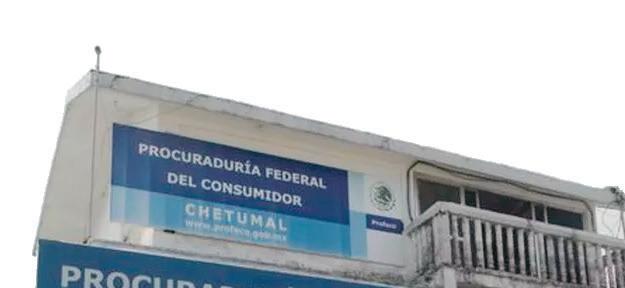 PROCURADURÍA FEDERAL
DEL CONSUMIDOR
CHETUMAL
www.profeco.gob.mx
Profeco